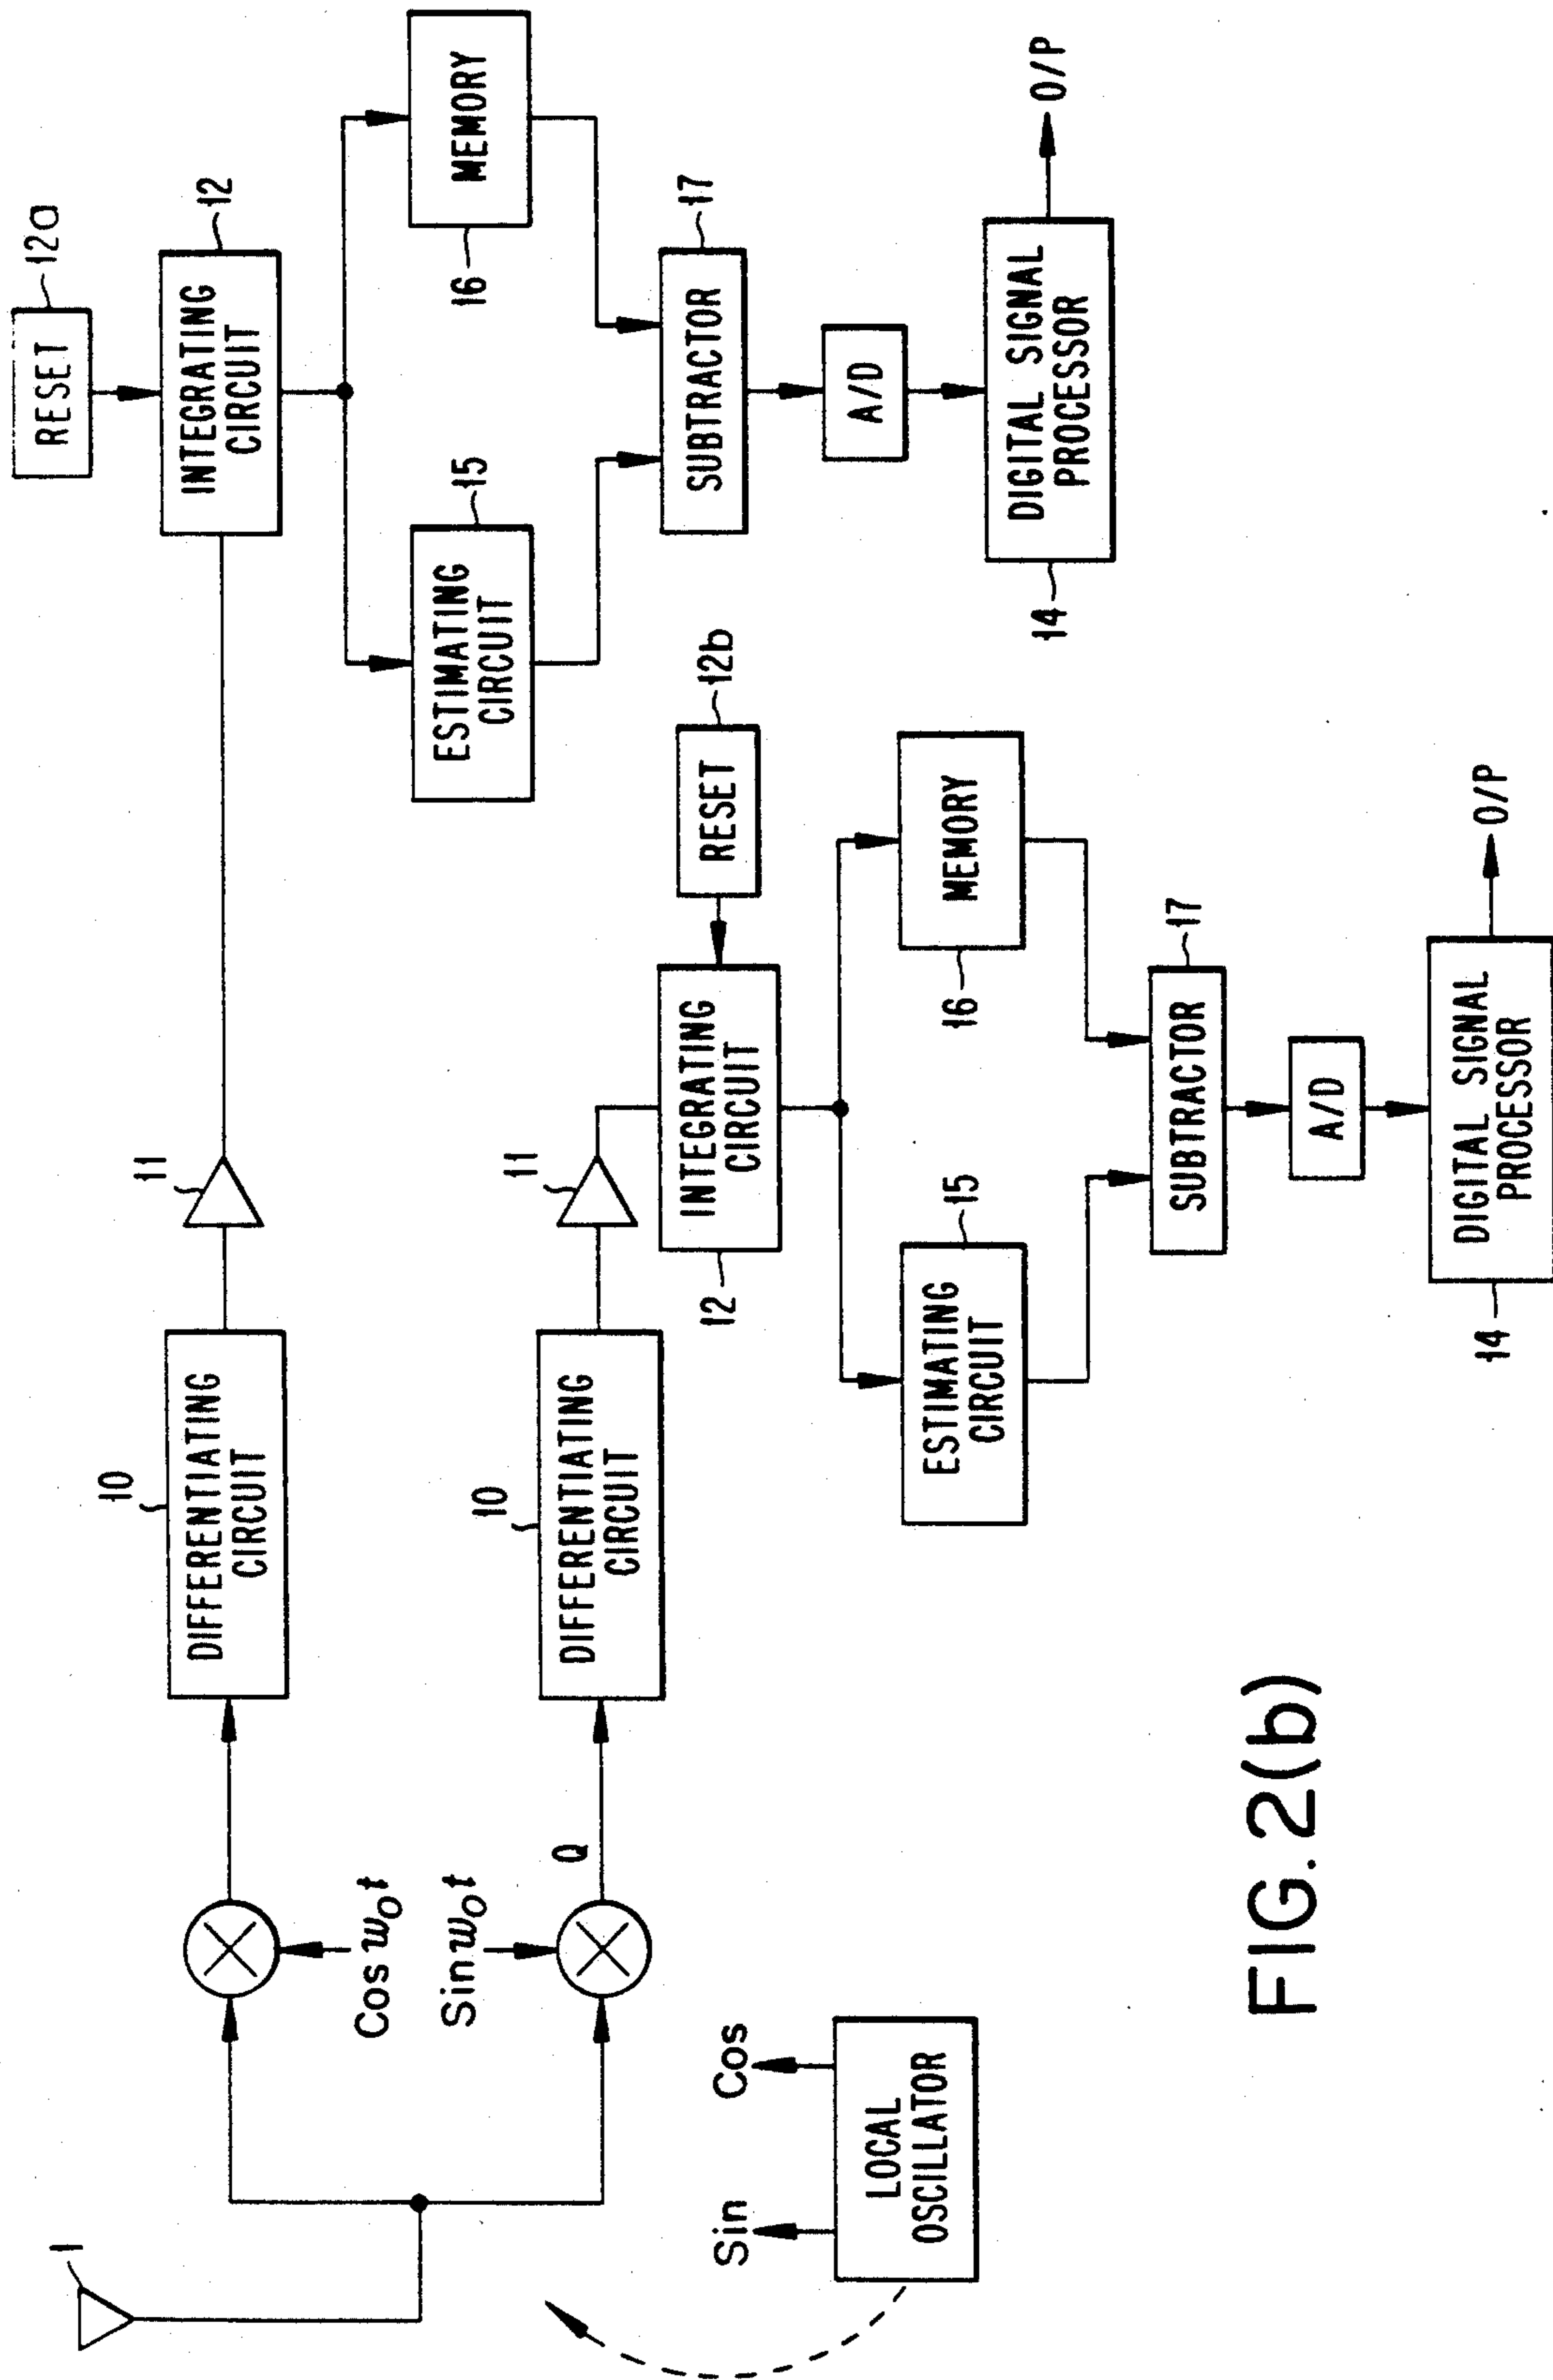 1
Cos w₀t
Sin w₀t
Q
Sin
Cos
LOCAL
OSCILLATOR
10
DIFFERENTIATING
CIRCUIT
11
RESET
12a
INTEGRATING
CIRCUIT
12
ESTIMATING
CIRCUIT
15
MEMORY
16
SUBTRACTOR
17
A/D
DIGITAL SIGNAL
PROCESSOR
14
O/P
10
DIFFERENTIATING
CIRCUIT
11
INTEGRATING
CIRCUIT
12
RESET
12b
ESTIMATING
CIRCUIT
15
MEMORY
16
SUBTRACTOR
17
A/D
DIGITAL SIGNAL
PROCESSOR
14
O/P
FIG. 2(b)